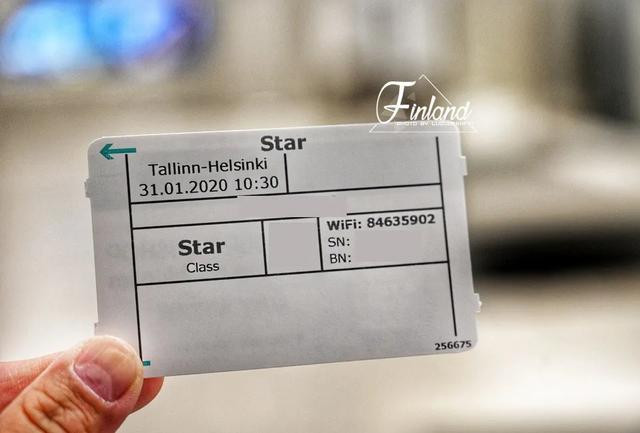 Finland
Star
Tallinn-Helsinki
31.01.2020 10:30
WiFi: 84635902
Star
SN:
Class
BN:
256675